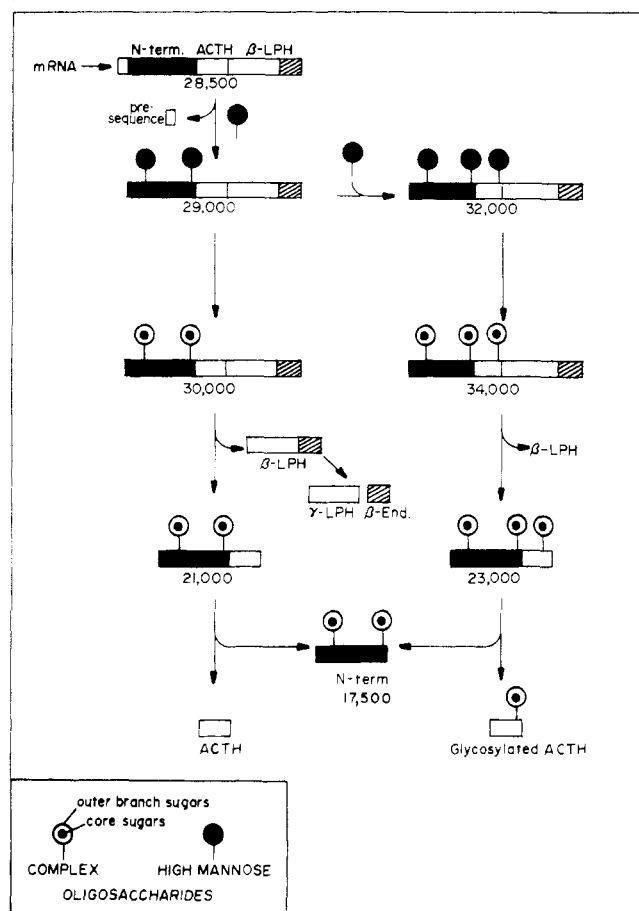 N-term. ACTH β-LPH
mRNA
28,500
pre-
sequence
29,000
32,000
30,000
34,000
β-LPH
β-LPH
γ-LPH β-End.
21,000
23,000
N-term
17,500
ACTH
Glycosylated ACTH
outer branch sugars
core sugars
COMPLEX HIGH MANNOSE
OLIGOSACCHARIDES